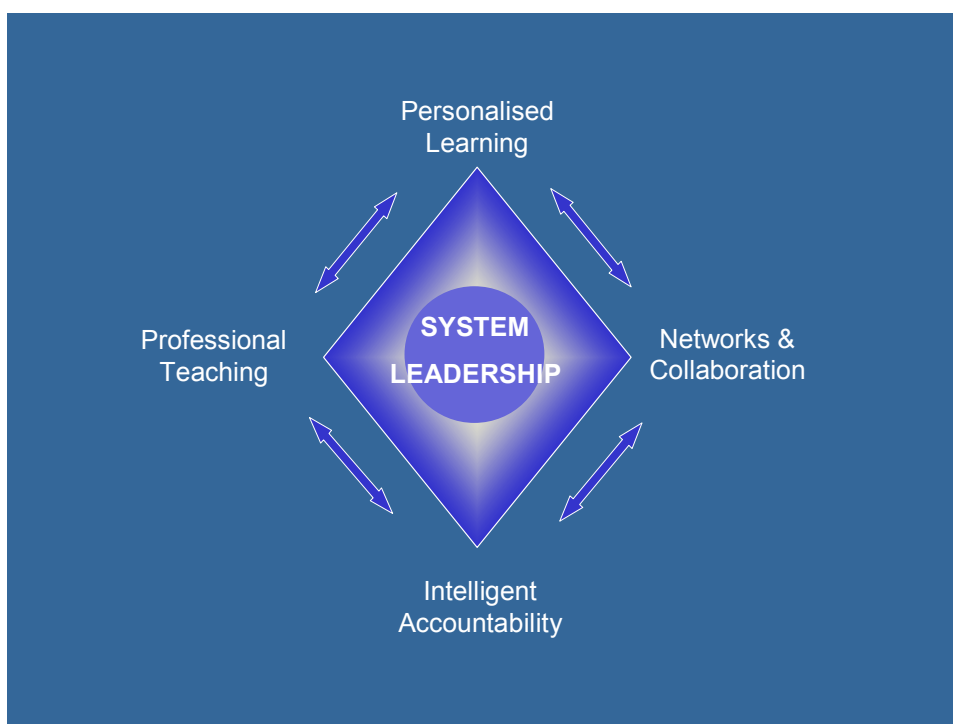 Personalised
Learning
SYSTEM
LEADERSHIP
Professional
Teaching
Networks &
Collaboration
Intelligent
Accountability